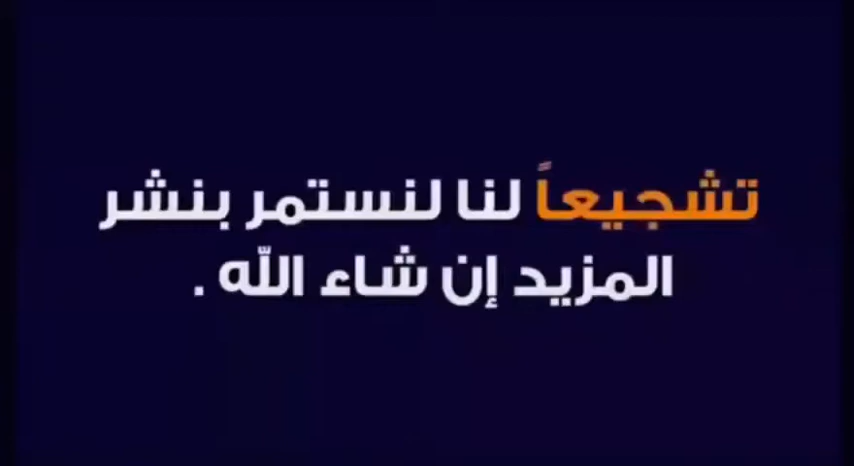 تشجيعاً لنا لنستمر بنشر
المزيد إن شاء الله .